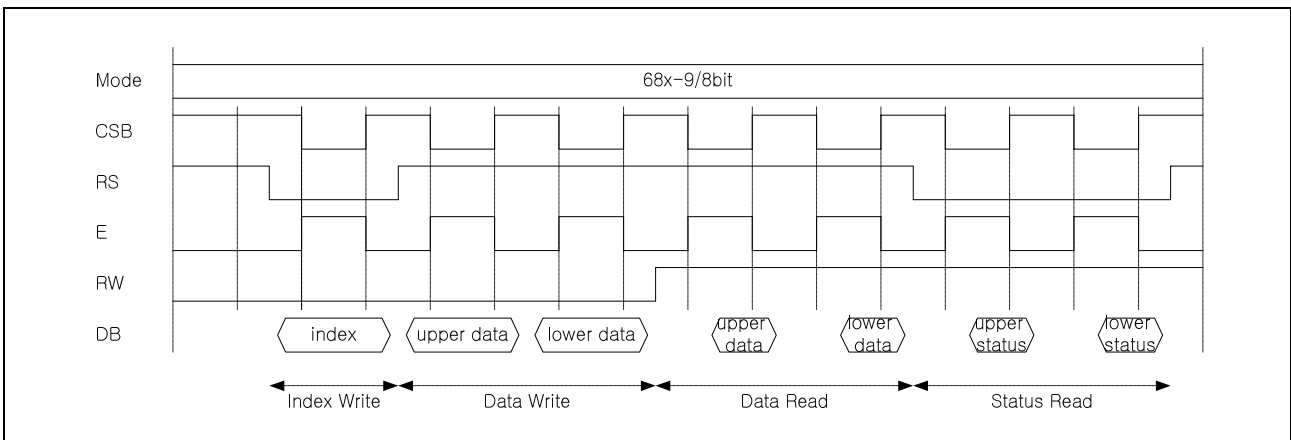 Mode
68x-9/8bit
CSB
RS
E
RW
DB
index
upper data
lower data
upper
data
lower
data
upper
status
lower
status
Index Write
Data Write
Data Read
Status Read